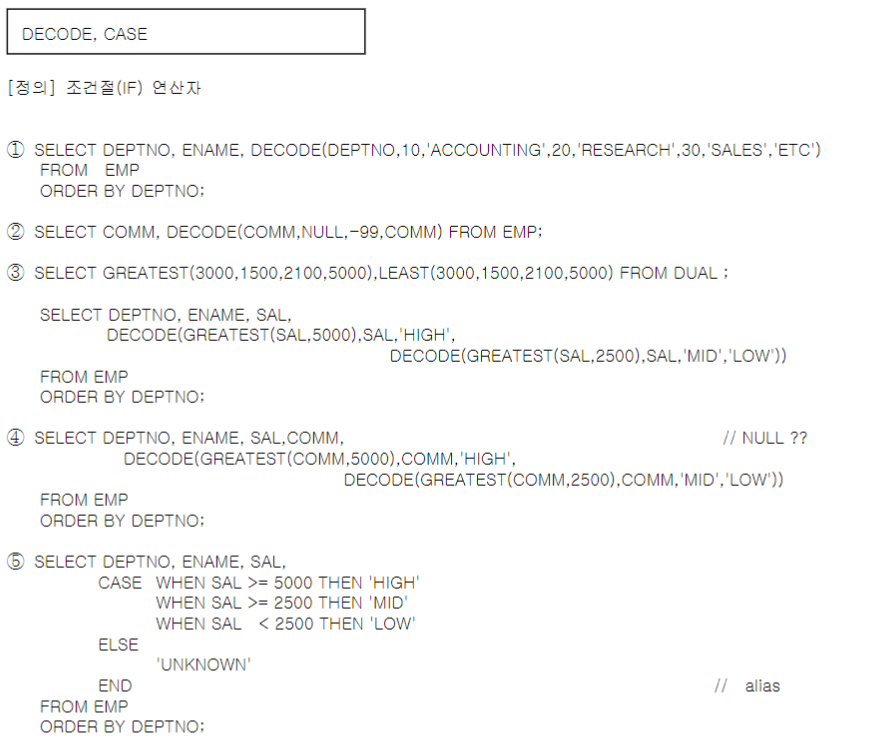 DECODE, CASE
[정의] 조건절(IF) 연산자
① SELECT DEPTNO, ENAME, DECODE(DEPTNO,10,'ACCOUNTING',20,'RESEARCH',30,'SALES','ETC')
FROM EMP
ORDER BY DEPTNO;
② SELECT COMM, DECODE(COMM,NULL,-99,COMM) FROM EMP;
③ SELECT GREATEST(3000,1500,2100,5000),LEAST(3000,1500,2100,5000) FROM DUAL ;
SELECT DEPTNO, ENAME, SAL,
DECODE(GREATEST(SAL,5000),SAL,'HIGH',
DECODE(GREATEST(SAL,2500),SAL,'MID','LOW'))
FROM EMP
ORDER BY DEPTNO;
④ SELECT DEPTNO, ENAME, SAL,COMM, // NULL ??
DECODE(GREATEST(COMM,5000),COMM,'HIGH',
DECODE(GREATEST(COMM,2500),COMM,'MID','LOW'))
FROM EMP
ORDER BY DEPTNO;
⑤ SELECT DEPTNO, ENAME, SAL,
CASE WHEN SAL >= 5000 THEN 'HIGH'
WHEN SAL >= 2500 THEN 'MID'
WHEN SAL < 2500 THEN 'LOW'
ELSE
'UNKNOWN'
END // alias
FROM EMP
ORDER BY DEPTNO;